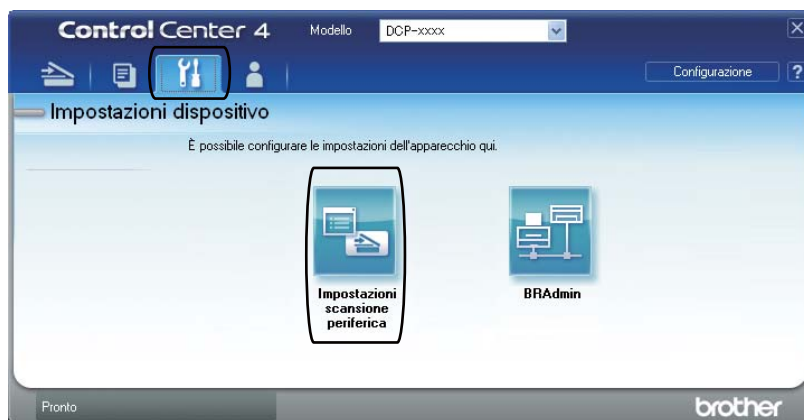 Control Center 4 Modello DCP-xxxx
Configurazione ?
Impostazioni dispositivo
È possibile configurare le impostazioni dell'apparecchio qui.
Impostazioni
scansione
periferica
BRAdmin
Pronto
brother